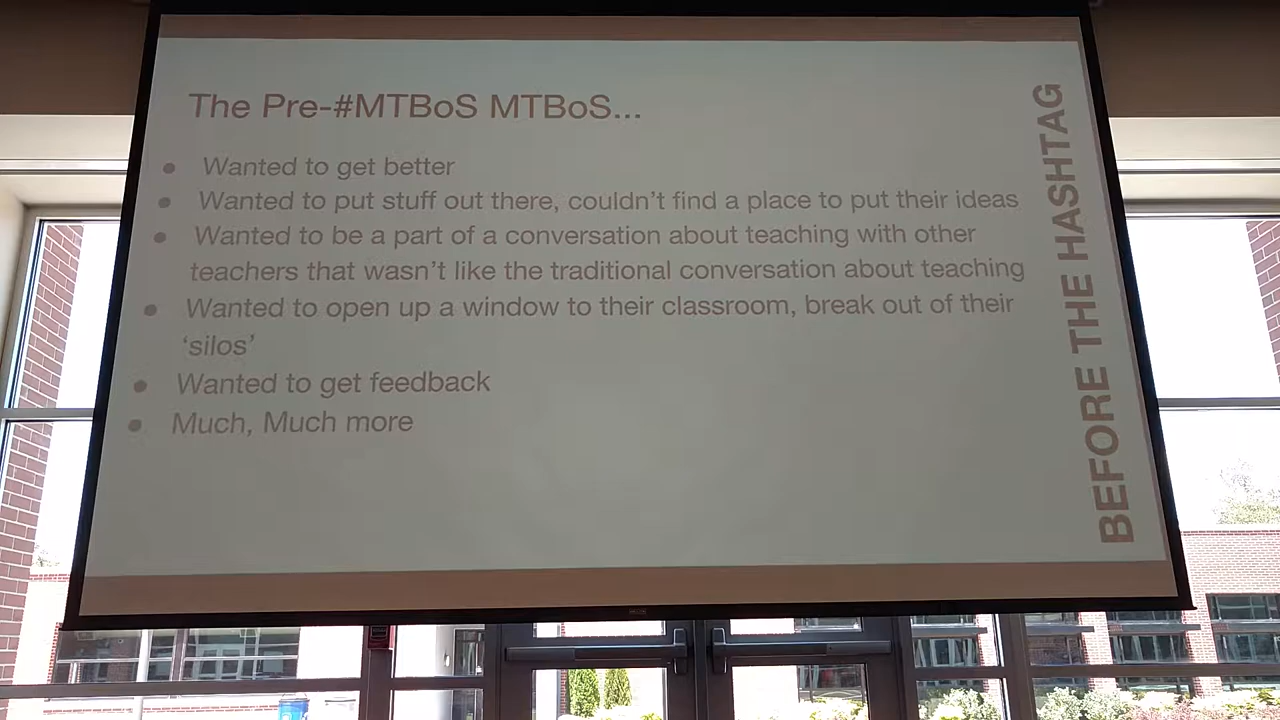 The Pre-#MTBoS MTBoS...
● Wanted to get better
● Wanted to put stuff out there, couldn't find a place to put their ideas
● Wanted to be a part of a conversation about teaching with other
teachers that wasn't like the traditional conversation about teaching
● Wanted to open up a window to their classroom, break out of their
'silos'
● Wanted to get feedback
● Much, Much more
BEFORE THE HASHTAG